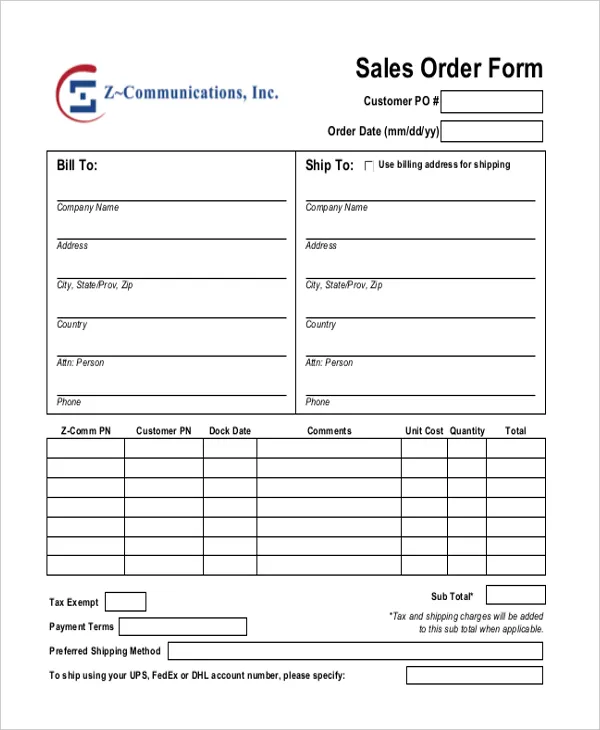 Z~Communications, Inc.
Sales Order Form
Customer PO #
Order Date (mm/dd/yy)
Bill To:
Company Name
Address
City, State/Prov, Zip
Country
Attn: Person
Phone
Ship To: Use billing address for shipping
Company Name
Address
City, State/Prov, Zip
Country
Attn: Person
Phone
Z-Comm PN Customer PN Dock Date Comments Unit Cost Quantity Total
Tax Exempt
Sub Total*
*Tax and shipping charges will be added
to this sub total when applicable.
Payment Terms
Preferred Shipping Method
To ship using your UPS, FedEx or DHL account number, please specify: